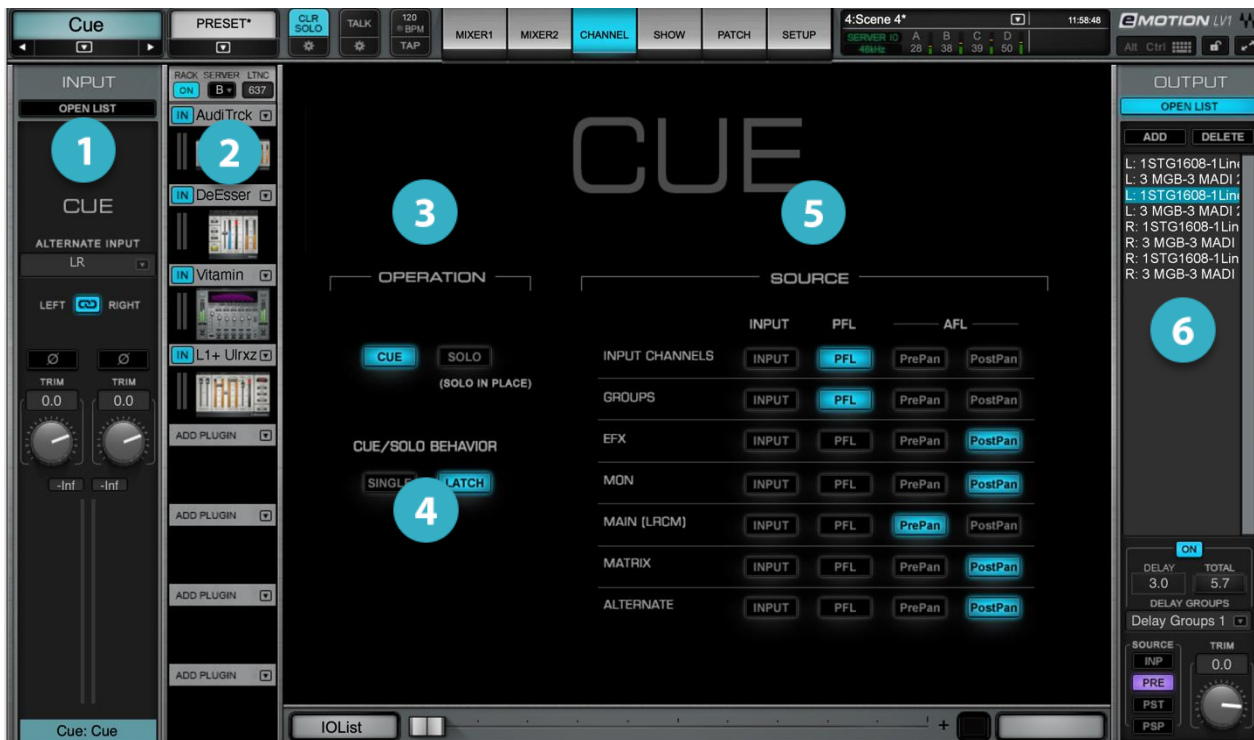 Cue
PRESET*
CLR SOLO
TALK
120 BPM
TAP
MIXER1
MIXER2
CHANNEL
SHOW
PATCH
SETUP
4:Scene 4*
11:58:48
SERVER IO A B C D
48kHz 28 38 39 50
eMOTION LV1
Alt Ctrl
INPUT
OPEN LIST
1
CUE
ALTERNATE INPUT
LR
LEFT RIGHT
Ø Ø
TRIM TRIM
0.0 0.0
-Inf -Inf
Cue: Cue
RACK SERVER LTNC
ON B 637
IN AudiTrck
2
IN DeEsser
IN Vitamin
IN L1+ Ulrxz
ADD PLUGIN
ADD PLUGIN
ADD PLUGIN
ADD PLUGIN
CUE
3
5
OPERATION
CUE SOLO
(SOLO IN PLACE)
CUE/SOLO BEHAVIOR
SINGLE LATCH
4
SOURCE
INPUT PFL AFL
INPUT CHANNELS INPUT PFL PrePan PostPan
GROUPS INPUT PFL PrePan PostPan
EFX INPUT PFL PrePan PostPan
MON INPUT PFL PrePan PostPan
MAIN [LRCM] INPUT PFL PrePan PostPan
MATRIX INPUT PFL PrePan PostPan
ALTERNATE INPUT PFL PrePan PostPan
IOList
+
OUTPUT
OPEN LIST
ADD DELETE
L: 1STG1608-1Line
L: 3 MGB-3 MADI 2
L: 1STG1608-1Line
L: 3 MGB-3 MADI 2
R: 1STG1608-1Lin
R: 3 MGB-3 MADI
R: 1STG1608-1Lin
R: 3 MGB-3 MADI
6
ON
DELAY TOTAL
3.0 5.7
DELAY GROUPS
Delay Groups 1
SOURCE TRIM
INP 0.0
PRE
PST
PSP